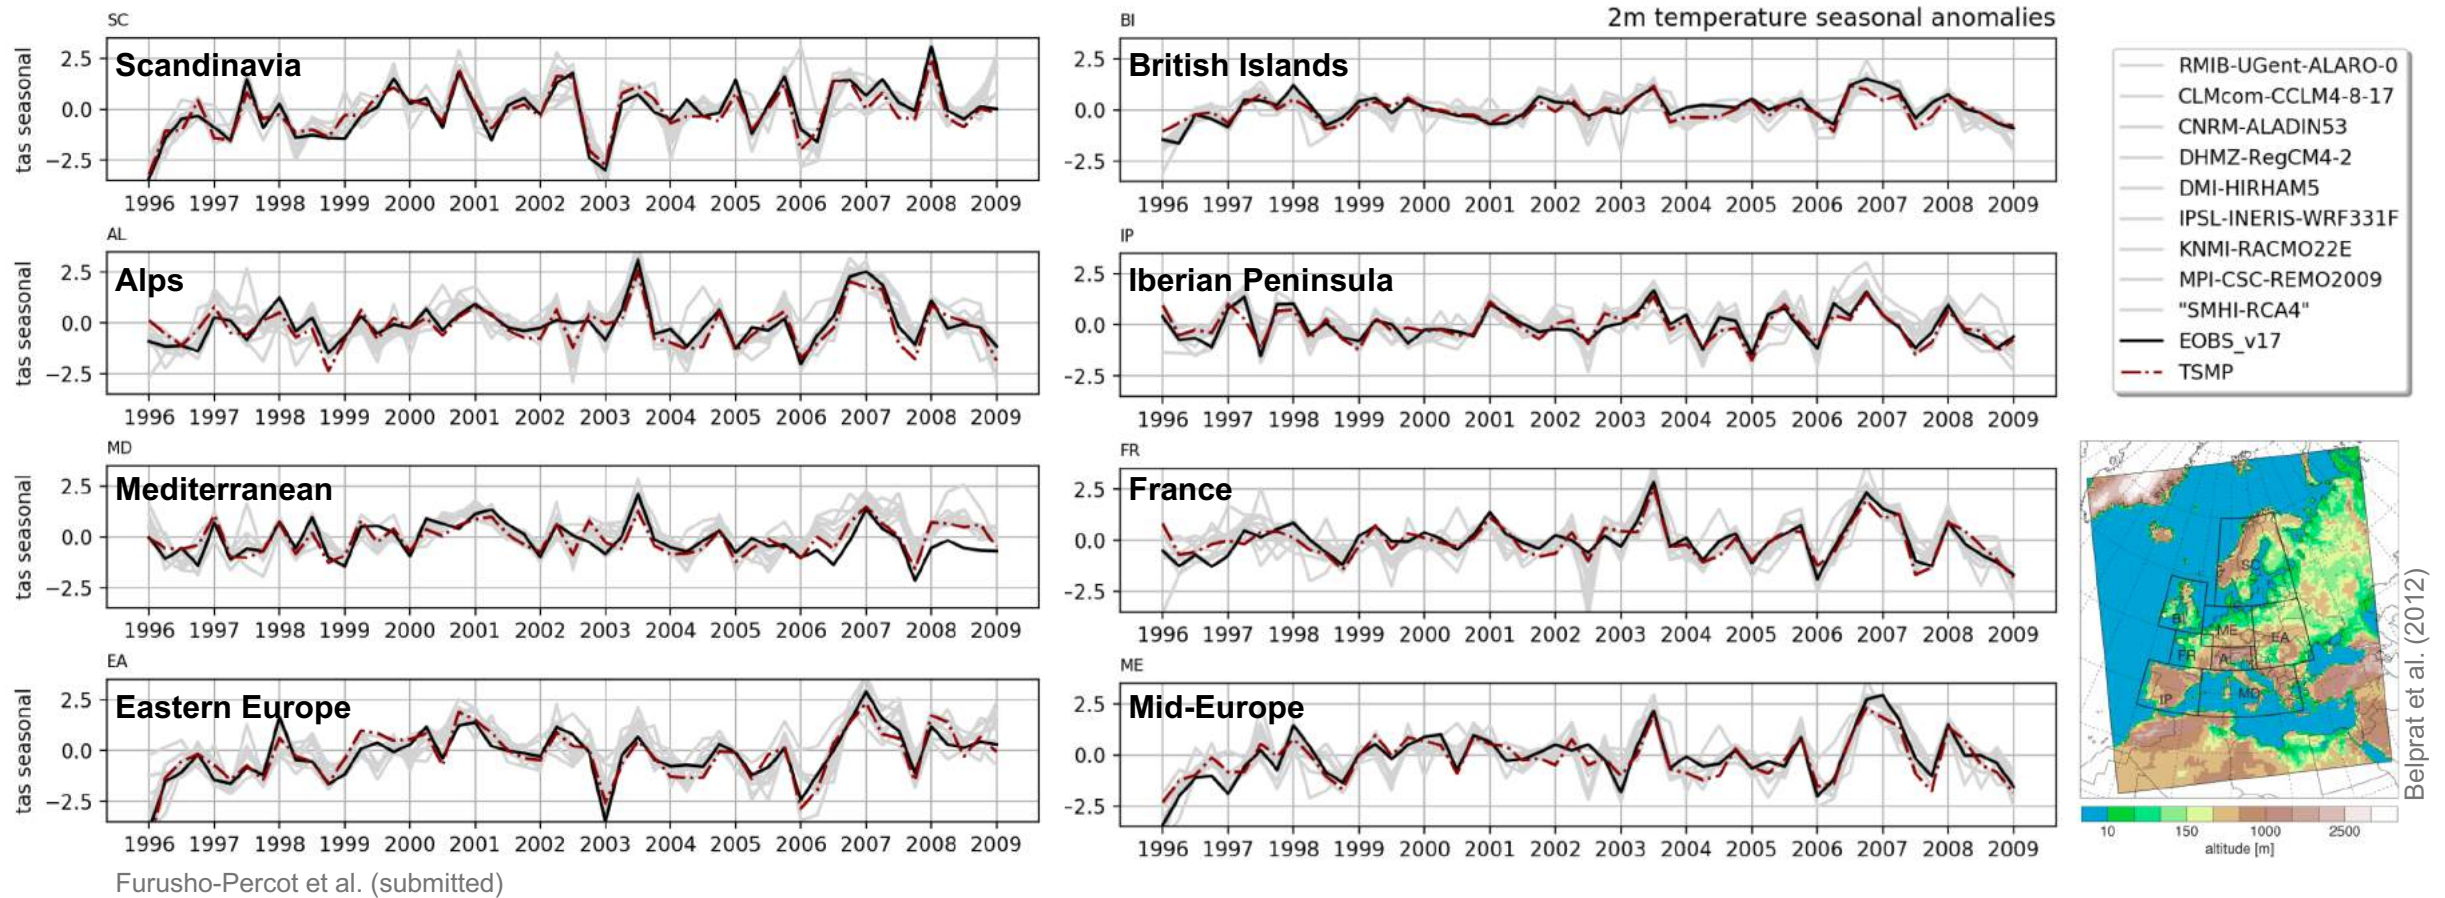 SC
Scandinavia
tas seasonal
2.5
0.0
−2.5
1996 1997 1998 1999 2000 2001 2002 2003 2004 2005 2006 2007 2008 2009
BI
2m temperature seasonal anomalies
British Islands
2.5
0.0
−2.5
1996 1997 1998 1999 2000 2001 2002 2003 2004 2005 2006 2007 2008 2009
AL
Alps
tas seasonal
2.5
0.0
−2.5
1996 1997 1998 1999 2000 2001 2002 2003 2004 2005 2006 2007 2008 2009
IP
Iberian Peninsula
2.5
0.0
−2.5
1996 1997 1998 1999 2000 2001 2002 2003 2004 2005 2006 2007 2008 2009
MD
Mediterranean
tas seasonal
2.5
0.0
−2.5
1996 1997 1998 1999 2000 2001 2002 2003 2004 2005 2006 2007 2008 2009
FR
France
2.5
0.0
−2.5
1996 1997 1998 1999 2000 2001 2002 2003 2004 2005 2006 2007 2008 2009
EA
Eastern Europe
tas seasonal
2.5
0.0
−2.5
1996 1997 1998 1999 2000 2001 2002 2003 2004 2005 2006 2007 2008 2009
ME
Mid-Europe
2.5
0.0
−2.5
1996 1997 1998 1999 2000 2001 2002 2003 2004 2005 2006 2007 2008 2009
RMIB-UGent-ALARO-0
CLMcom-CCLM4-8-17
CNRM-ALADIN53
DHMZ-RegCM4-2
DMI-HIRHAM5
IPSL-INERIS-WRF331F
KNMI-RACMO22E
MPI-CSC-REMO2009
"SMHI-RCA4"
EOBS_v17
TSMP
SC
BI
ME
EA
FR
IP
MD
10 150 1000 2500
altitude [m]
Belprat et al. (2012)
Furusho-Percot et al. (submitted)